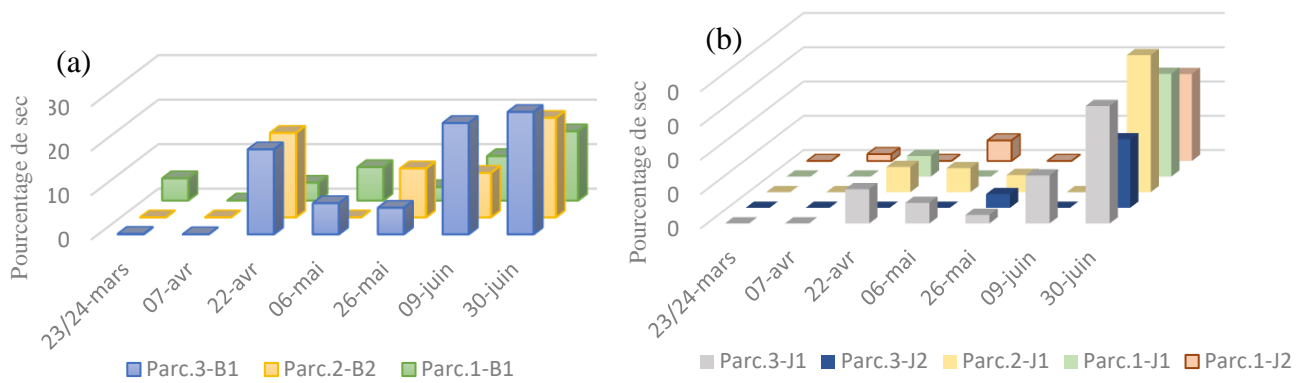 (a)
Pourcentage de sec
30
20
10
0
23/24-mars
07-avr
22-avr
06-mai
26-mai
09-juin
30-juin
Parc.3-B1
Parc.2-B2
Parc.1-B1
(b)
Pourcentage de sec
0
0
0
0
0
23/24-mars
07-avr
22-avr
06-mai
26-mai
09-juin
30-juin
Parc.3-J1
Parc.3-J2
Parc.2-J1
Parc.1-J1
Parc.1-J2